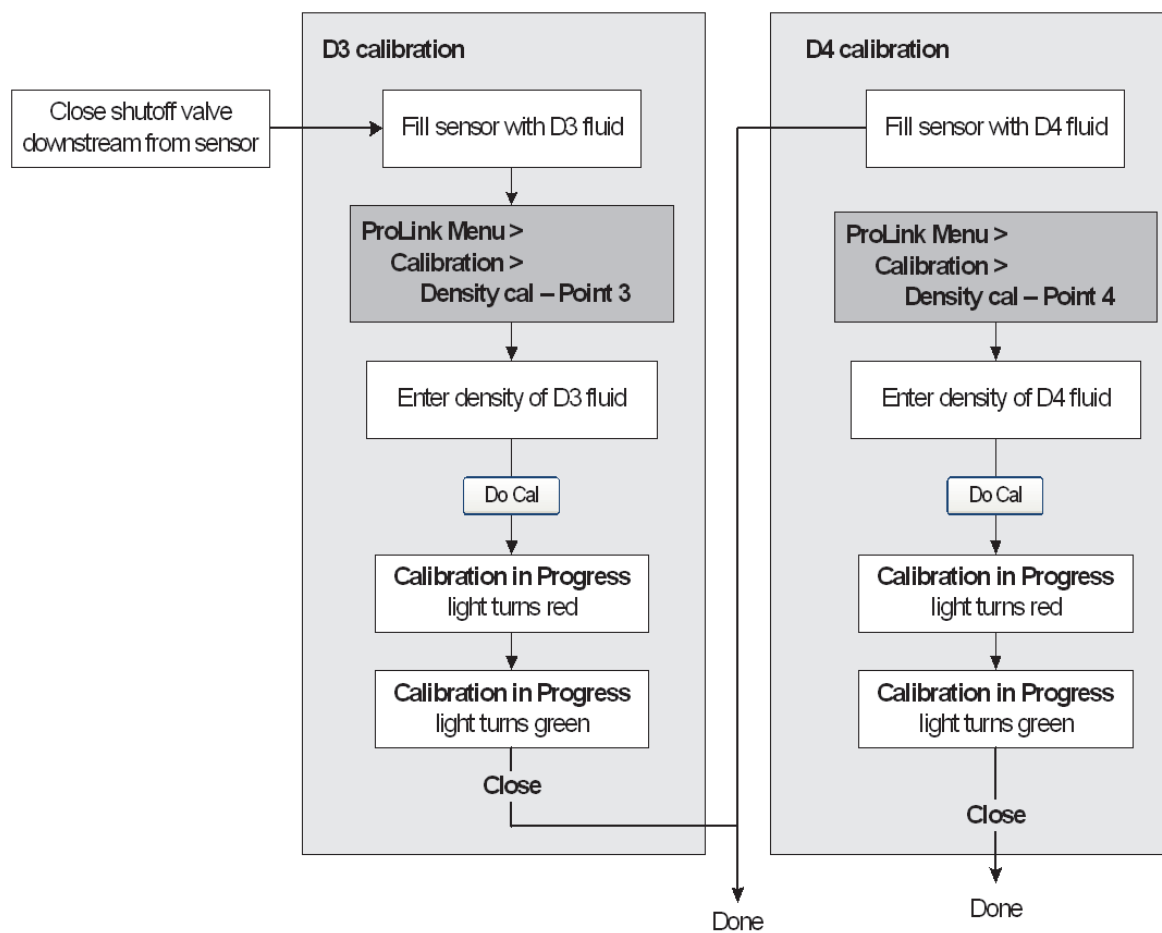 D3 calibration
Close shutoff valve
downstream from sensor
Fill sensor with D3 fluid
ProLink Menu >
Calibration >
Density cal – Point 3
Enter density of D3 fluid
Do Cal
Calibration in Progress
light turns red
Calibration in Progress
light turns green
Close
Done
D4 calibration
Fill sensor with D4 fluid
ProLink Menu >
Calibration >
Density cal – Point 4
Enter density of D4 fluid
Do Cal
Calibration in Progress
light turns red
Calibration in Progress
light turns green
Close
Done